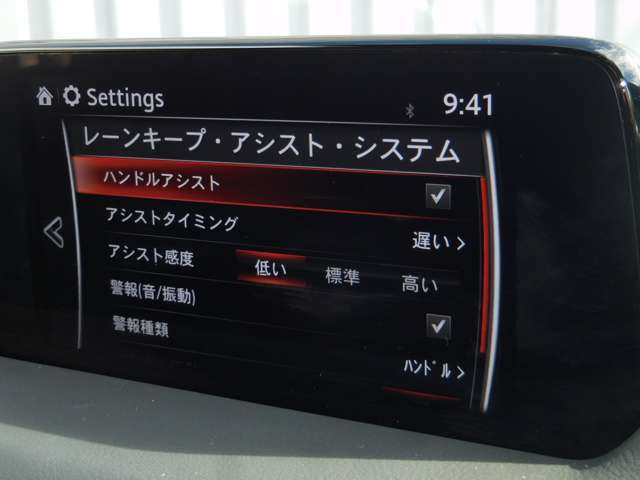 Settings 9:41
レーンキープ・アシスト・システム
ハンドルアシスト
アシストタイミング 遅い
アシスト感度 低い 標準 高い
警報(音/振動)
警報種類 ﾊﾝﾄﾞﾙ